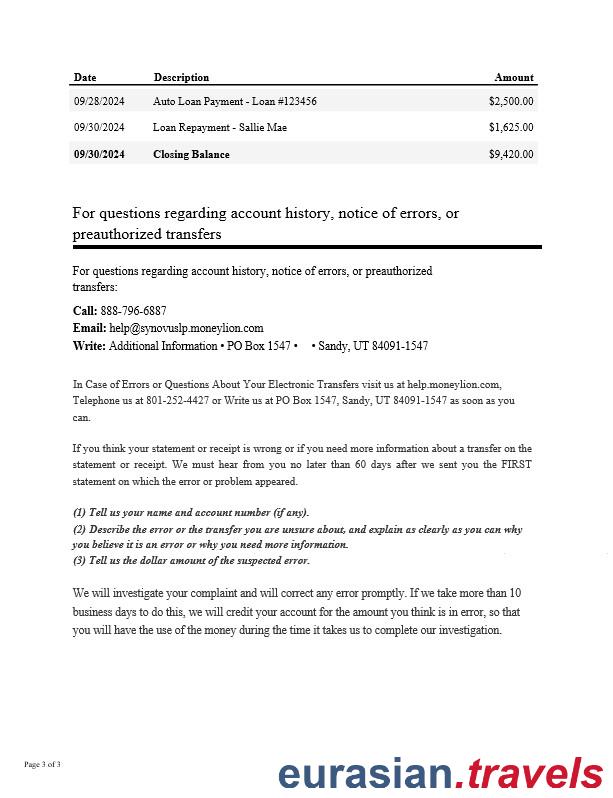 Date Description Amount
09/28/2024 Auto Loan Payment - Loan #123456 $2,500.00
09/30/2024 Loan Repayment - Sallie Mae $1,625.00
09/30/2024 Closing Balance $9,420.00
For questions regarding account history, notice of errors, or
preauthorized transfers
For questions regarding account history, notice of errors, or preauthorized
transfers:
Call: 888-796-6887
Email: help@synovuslp.moneylion.com
Write: Additional Information • PO Box 1547 • • Sandy, UT 84091-1547
In Case of Errors or Questions About Your Electronic Transfers visit us at help.moneylion.com,
Telephone us at 801-252-4427 or Write us at PO Box 1547, Sandy, UT 84091-1547 as soon as you
can.
If you think your statement or receipt is wrong or if you need more information about a transfer on the
statement or receipt. We must hear from you no later than 60 days after we sent you the FIRST
statement on which the error or problem appeared.
(1) Tell us your name and account number (if any).
(2) Describe the error or the transfer you are unsure about, and explain as clearly as you can why
you believe it is an error or why you need more information.
(3) Tell us the dollar amount of the suspected error.
We will investigate your complaint and will correct any error promptly. If we take more than 10
business days to do this, we will credit your account for the amount you think is in error, so that
you will have the use of the money during the time it takes us to complete our investigation.
Page 3 of 3
eurasian.travels